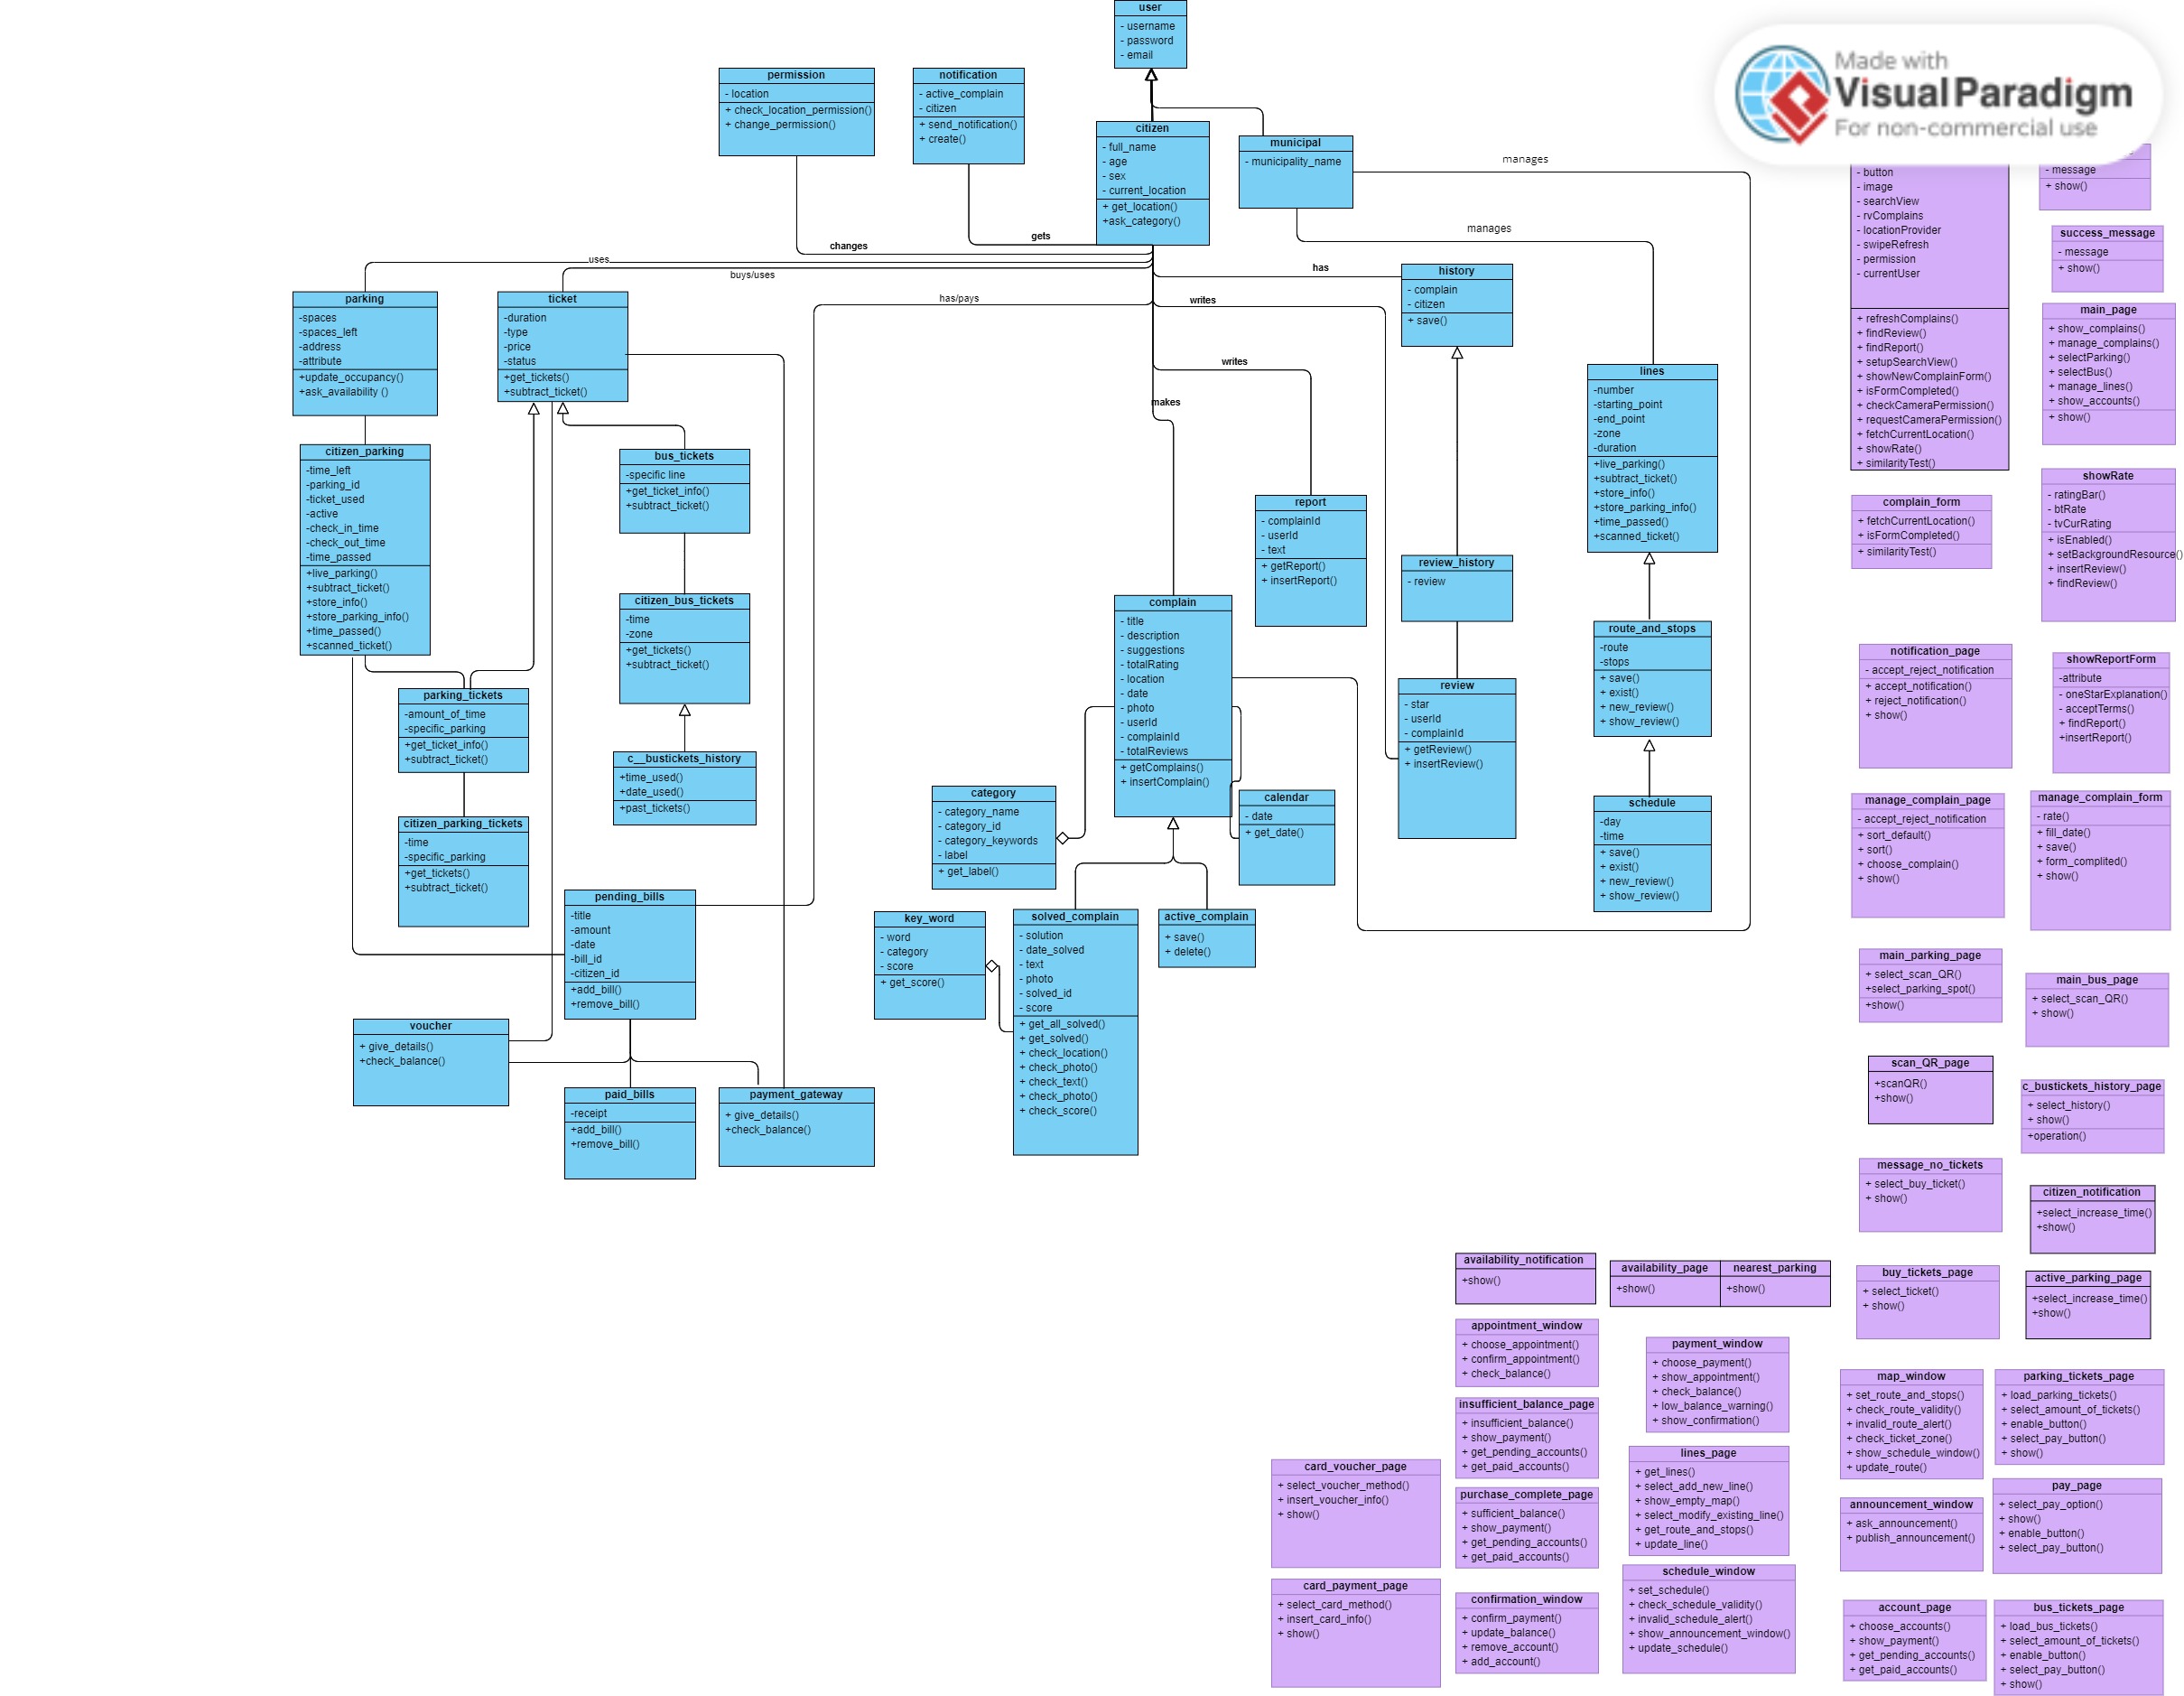 user
- username
- password
- email
Made with
Visual Paradigm
For non-commercial use
permission
- location
+ check_location_permission()
+ change_permission()
notification
- active_complain
- citizen
+ send_notification()
+ create()
citizen
- full_name
- age
- sex
- current_location
+ get_location()
+ask_category()
municipal
- municipality_name
manages
manages
changes
gets
uses
buys/uses
has/pays
has
writes
writes
makes
parking
-spaces
-spaces_left
-address
-attribute
+update_occupancy()
+ask_availability ()
ticket
-duration
-type
-price
-status
+get_tickets()
+subtract_ticket()
history
- complain
- citizen
+ save()
lines
-number
-starting_point
-end_point
-zone
-duration
+live_parking()
+subtract_ticket()
+store_info()
+store_parking_info()
+time_passed()
+scanned_ticket()
citizen_parking
-time_left
-parking_id
-ticket_used
-active
-check_in_time
-check_out_time
-time_passed
+live_parking()
+subtract_ticket()
+store_info()
+store_parking_info()
+time_passed()
+scanned_ticket()
bus_tickets
-specific line
+get_ticket_info()
+subtract_ticket()
citizen_bus_tickets
-time
-zone
+get_tickets()
+subtract_ticket()
c__bustickets_history
+time_used()
+date_used()
+past_tickets()
parking_tickets
-amount_of_time
-specific_parking
+get_ticket_info()
+subtract_ticket()
citizen_parking_tickets
-time
-specific_parking
+get_tickets()
+subtract_ticket()
report
- complainId
- userId
- text
+ getReport()
+ insertReport()
review_history
- review
review
- star
- userId
- complainId
+ getReview()
+ insertReview()
route_and_stops
-route
-stops
+ save()
+ exist()
+ new_review()
+ show_review()
schedule
-day
-time
+ save()
+ exist()
+ new_review()
+ show_review()
complain
- title
- description
- suggestions
- totalRating
- location
- date
- photo
- userId
- complainId
- totalReviews
+ getComplains()
+ insertComplain()
category
- category_name
- category_id
- category_keywords
- label
+ get_label()
calendar
- date
+ get_date()
key_word
- word
- category
- score
+ get_score()
solved_complain
- solution
- date_solved
- text
- photo
- solved_id
- score
+ get_all_solved()
+ get_solved()
+ check_location()
+ check_photo()
+ check_text()
+ check_photo()
+ check_score()
active_complain
+ save()
+ delete()
pending_bills
-title
-amount
-date
-bill_id
-citizen_id
+add_bill()
+remove_bill()
voucher
+ give_details()
+check_balance()
paid_bills
-receipt
+add_bill()
+remove_bill()
payment_gateway
+ give_details()
+check_balance()
- button
- image
- searchView
- rvComplains
- locationProvider
- swipeRefresh
- permission
- currentUser
+ refreshComplains()
+ findReview()
+ findReport()
+ setupSearchView()
+ showNewComplainForm()
+ isFormCompleted()
+ checkCameraPermission()
+ requestCameraPermission()
+ fetchCurrentLocation()
+ showRate()
+ similarityTest()
- message
+ show()
success_message
- message
+ show()
main_page
+ show_complains()
+ manage_complains()
+ selectParking()
+ selectBus()
+ manage_lines()
+ show_accounts()
+ show()
complain_form
+ fetchCurrentLocation()
+ isFormCompleted()
+ similarityTest()
showRate
- ratingBar()
- btRate
- tvCurRating
+ isEnabled()
+ setBackgroundResource()
+ insertReview()
+ findReview()
notification_page
- accept_reject_notification
+ accept_notification()
+ reject_notification()
+ show()
showReportForm
-attribute
- oneStarExplanation()
- acceptTerms()
+ findReport()
+insertReport()
manage_complain_page
- accept_reject_notification
+ sort_default()
+ sort()
+ choose_complain()
+ show()
manage_complain_form
- rate()
+ fill_date()
+ save()
+ form_complited()
+ show()
main_parking_page
+ select_scan_QR()
+select_parking_spot()
+show()
main_bus_page
+ select_scan_QR()
+ show()
scan_QR_page
+scanQR()
+show()
c_bustickets_history_page
+ select_history()
+ show()
+operation()
message_no_tickets
+ select_buy_ticket()
+ show()
citizen_notification
+select_increase_time()
+show()
availability_notification
+show()
availability_page
+show()
nearest_parking
+show()
buy_tickets_page
+ select_ticket()
+ show()
active_parking_page
+select_increase_time()
+show()
appointment_window
+ choose_appointment()
+ confirm_appointment()
+ check_balance()
payment_window
+ choose_payment()
+ show_appointment()
+ check_balance()
+ low_balance_warning()
+ show_confirmation()
map_window
+ set_route_and_stops()
+ check_route_validity()
+ invalid_route_alert()
+ check_ticket_zone()
+ show_schedule_window()
+ update_route()
parking_tickets_page
+ load_parking_tickets()
+ select_amount_of_tickets()
+ enable_button()
+ select_pay_button()
+ show()
insufficient_balance_page
+ insufficient_balance()
+ show_payment()
+ get_pending_accounts()
+ get_paid_accounts()
lines_page
+ get_lines()
+ select_add_new_line()
+ show_empty_map()
+ select_modify_existing_line()
+ get_route_and_stops()
+ update_line()
card_voucher_page
+ select_voucher_method()
+ insert_voucher_info()
+ show()
purchase_complete_page
+ sufficient_balance()
+ show_payment()
+ get_pending_accounts()
+ get_paid_accounts()
announcement_window
+ ask_announcement()
+ publish_announcement()
pay_page
+ select_pay_option()
+ show()
+ enable_button()
+ select_pay_button()
card_payment_page
+ select_card_method()
+ insert_card_info()
+ show()
confirmation_window
+ confirm_payment()
+ update_balance()
+ remove_account()
+ add_account()
schedule_window
+ set_schedule()
+ check_schedule_validity()
+ invalid_schedule_alert()
+ show_announcement_window()
+ update_schedule()
account_page
+ choose_accounts()
+ show_payment()
+ get_pending_accounts()
+ get_paid_accounts()
bus_tickets_page
+ load_bus_tickets()
+ select_amount_of_tickets()
+ enable_button()
+ select_pay_button()
+ show()